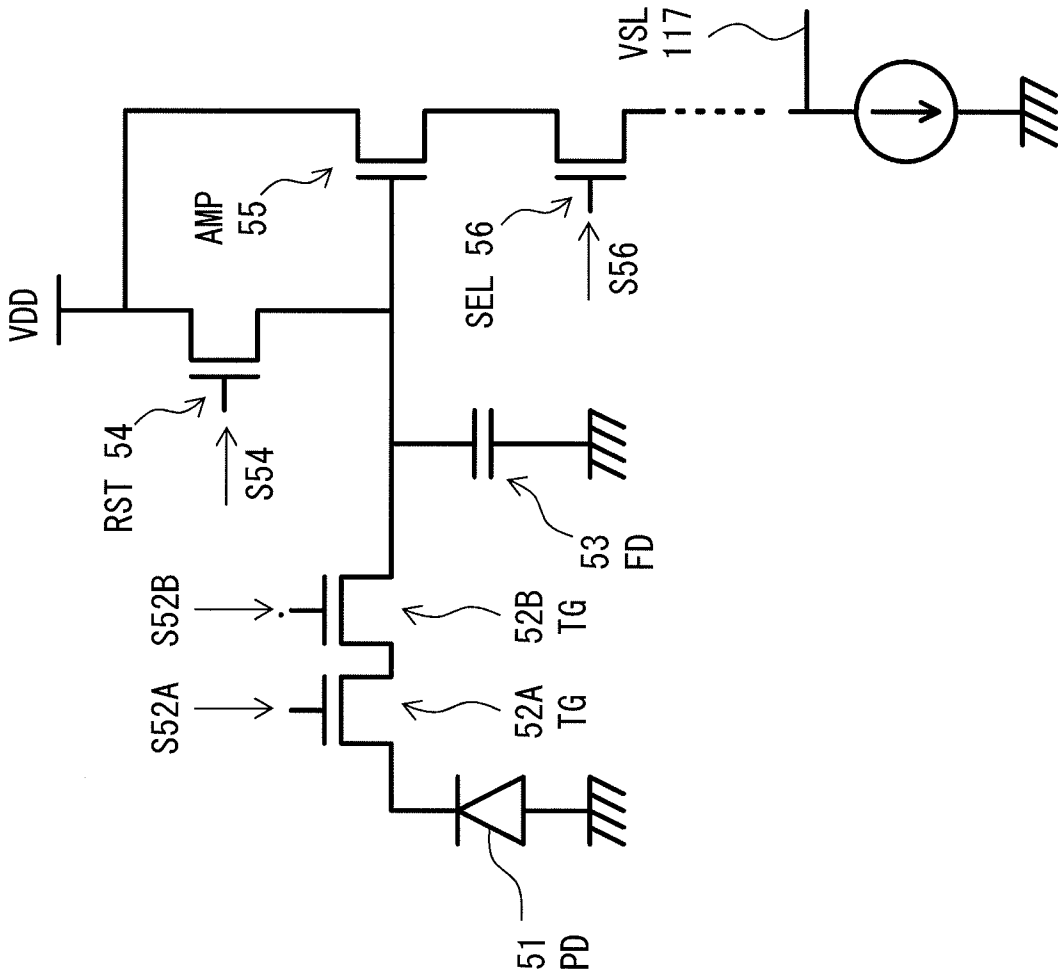 VDD
RST 54
S54
AMP
55
SEL 56
S56
VSL
117
S52A
S52B
52A
TG
52B
TG
53
FD
51
PD